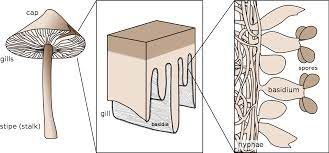 cap
gills
stipe (stalk)
gill
basidia
spores
basidium
hyphae